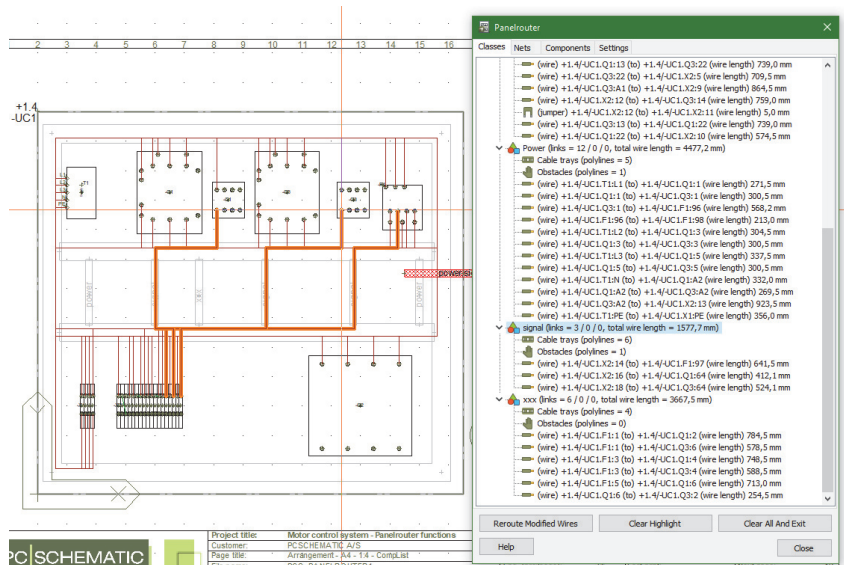 2 3 4 5 6 7 8 9 10 11 12 13 14 15 16
+1.4
-UC1
power
xxx
power
power si
PC|SCHEMATIC
Project title: Motor control system - Panelrouter functions
Customer: PCSCHEMATIC A/S
Page title: Arrangement - A4 - 1:4 - CompList
Panelrouter
Classes Nets Components Settings
(wire) +1.4/-UC1.Q1:13 (to) +1.4/-UC1.Q3:22 (wire length) 739,0 mm
(wire) +1.4/-UC1.Q3:22 (to) +1.4/-UC1.X2:5 (wire length) 709,5 mm
(wire) +1.4/-UC1.Q3:A1 (to) +1.4/-UC1.X2:9 (wire length) 864,5 mm
(wire) +1.4/-UC1.X2:12 (to) +1.4/-UC1.Q3:14 (wire length) 759,0 mm
(jumper) +1.4/-UC1.X2:12 (to) +1.4/-UC1.X2:11 (wire length) 5,0 mm
(wire) +1.4/-UC1.Q3:13 (to) +1.4/-UC1.Q1:22 (wire length) 739,0 mm
(wire) +1.4/-UC1.Q1:22 (to) +1.4/-UC1.X2:10 (wire length) 574,5 mm
Power (links = 12 / 0 / 0, total wire length = 4477,2 mm)
Cable trays (polylines = 5)
Obstacles (polylines = 1)
(wire) +1.4/-UC1.T1:L1 (to) +1.4/-UC1.Q1:1 (wire length) 271,5 mm
(wire) +1.4/-UC1.Q1:1 (to) +1.4/-UC1.Q3:1 (wire length) 300,5 mm
(wire) +1.4/-UC1.Q3:1 (to) +1.4/-UC1.F1:96 (wire length) 568,2 mm
(wire) +1.4/-UC1.F1:96 (to) +1.4/-UC1.F1:98 (wire length) 213,0 mm
(wire) +1.4/-UC1.T1:L2 (to) +1.4/-UC1.Q1:3 (wire length) 304,5 mm
(wire) +1.4/-UC1.Q1:3 (to) +1.4/-UC1.Q3:3 (wire length) 300,5 mm
(wire) +1.4/-UC1.T1:L3 (to) +1.4/-UC1.Q1:5 (wire length) 337,5 mm
(wire) +1.4/-UC1.Q1:5 (to) +1.4/-UC1.Q3:5 (wire length) 300,5 mm
(wire) +1.4/-UC1.T1:N (to) +1.4/-UC1.Q1:A2 (wire length) 332,0 mm
(wire) +1.4/-UC1.Q1:A2 (to) +1.4/-UC1.Q3:A2 (wire length) 269,5 mm
(wire) +1.4/-UC1.Q3:A2 (to) +1.4/-UC1.X2:13 (wire length) 923,5 mm
(wire) +1.4/-UC1.T1:PE (to) +1.4/-UC1.X1:PE (wire length) 356,0 mm
signal (links = 3 / 0 / 0, total wire length = 1577,7 mm)
Cable trays (polylines = 6)
Obstacles (polylines = 1)
(wire) +1.4/-UC1.X2:14 (to) +1.4/-UC1.F1:97 (wire length) 641,5 mm
(wire) +1.4/-UC1.X2:16 (to) +1.4/-UC1.Q1:64 (wire length) 412,1 mm
(wire) +1.4/-UC1.X2:18 (to) +1.4/-UC1.Q3:64 (wire length) 524,1 mm
xxx (links = 6 / 0 / 0, total wire length = 3667,5 mm)
Cable trays (polylines = 4)
Obstacles (polylines = 0)
(wire) +1.4/-UC1.F1:1 (to) +1.4/-UC1.Q1:2 (wire length) 784,5 mm
(wire) +1.4/-UC1.F1:1 (to) +1.4/-UC1.Q3:6 (wire length) 578,5 mm
(wire) +1.4/-UC1.F1:3 (to) +1.4/-UC1.Q1:4 (wire length) 748,5 mm
(wire) +1.4/-UC1.F1:3 (to) +1.4/-UC1.Q3:4 (wire length) 588,5 mm
(wire) +1.4/-UC1.F1:5 (to) +1.4/-UC1.Q1:6 (wire length) 713,0 mm
(wire) +1.4/-UC1.Q1:6 (to) +1.4/-UC1.Q3:2 (wire length) 254,5 mm
Reroute Modified Wires Clear Highlight Clear All And Exit
Help Close